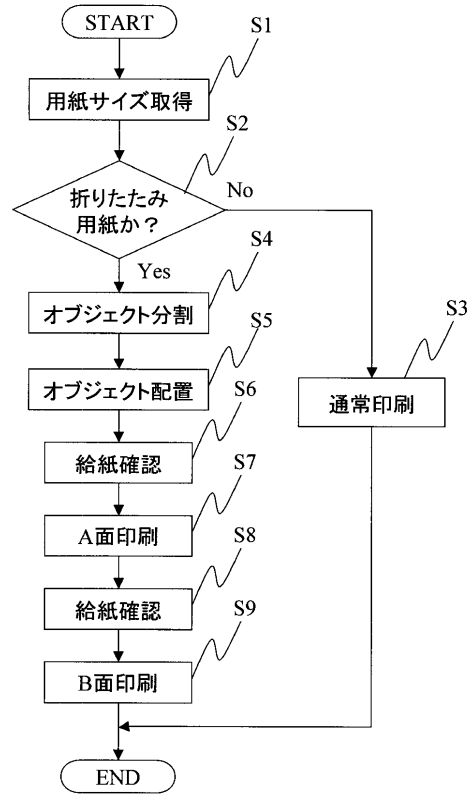 START
S1
用紙サイズ取得
S2
折りたたみ
用紙か？
No
Yes
S4
オブジェクト分割
S5
オブジェクト配置
S3
通常印刷
S6
給紙確認
S7
A面印刷
S8
給紙確認
S9
B面印刷
END